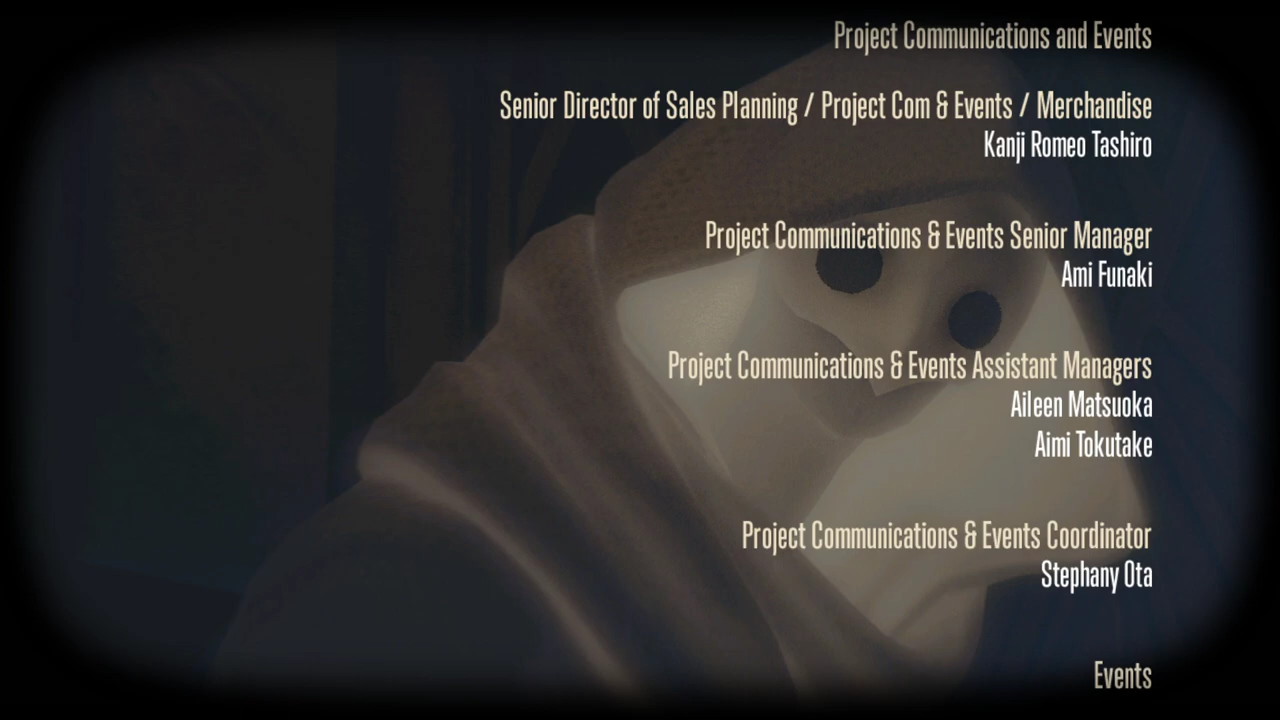 Project Communications and Events
Senior Director of Sales Planning / Project Com & Events / Merchandise
Kanji Romeo Tashiro
Project Communications & Events Senior Manager
Ami Funaki
Project Communications & Events Assistant Managers
Aileen Matsuoka
Aimi Tokutake
Project Communications & Events Coordinator
Stephany Ota
Events